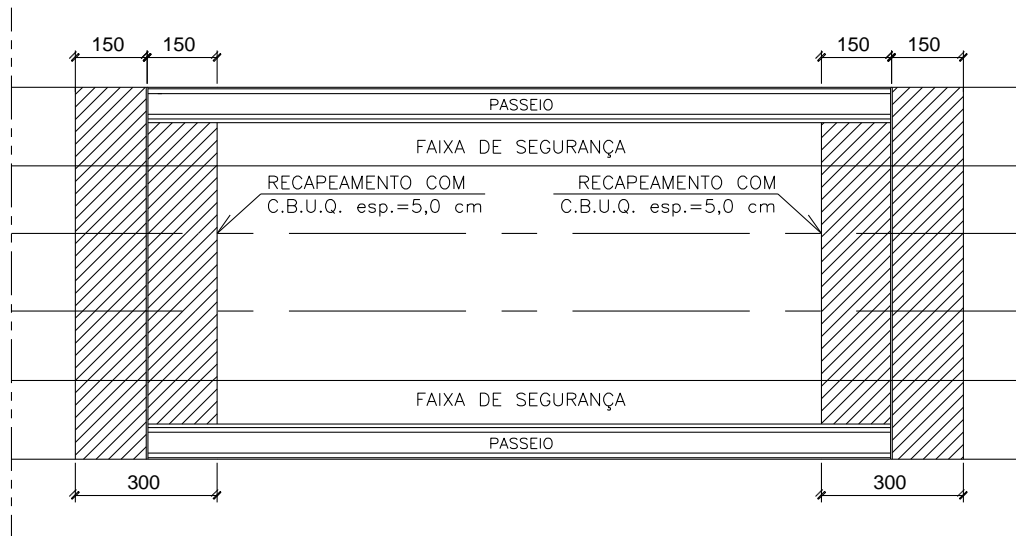 150 150 150 150
PASSEIO
FAIXA DE SEGURANÇA
RECAPEAMENTO COM
C.B.U.Q. esp.=5,0 cm
RECAPEAMENTO COM
C.B.U.Q. esp.=5,0 cm
FAIXA DE SEGURANÇA
PASSEIO
300 300